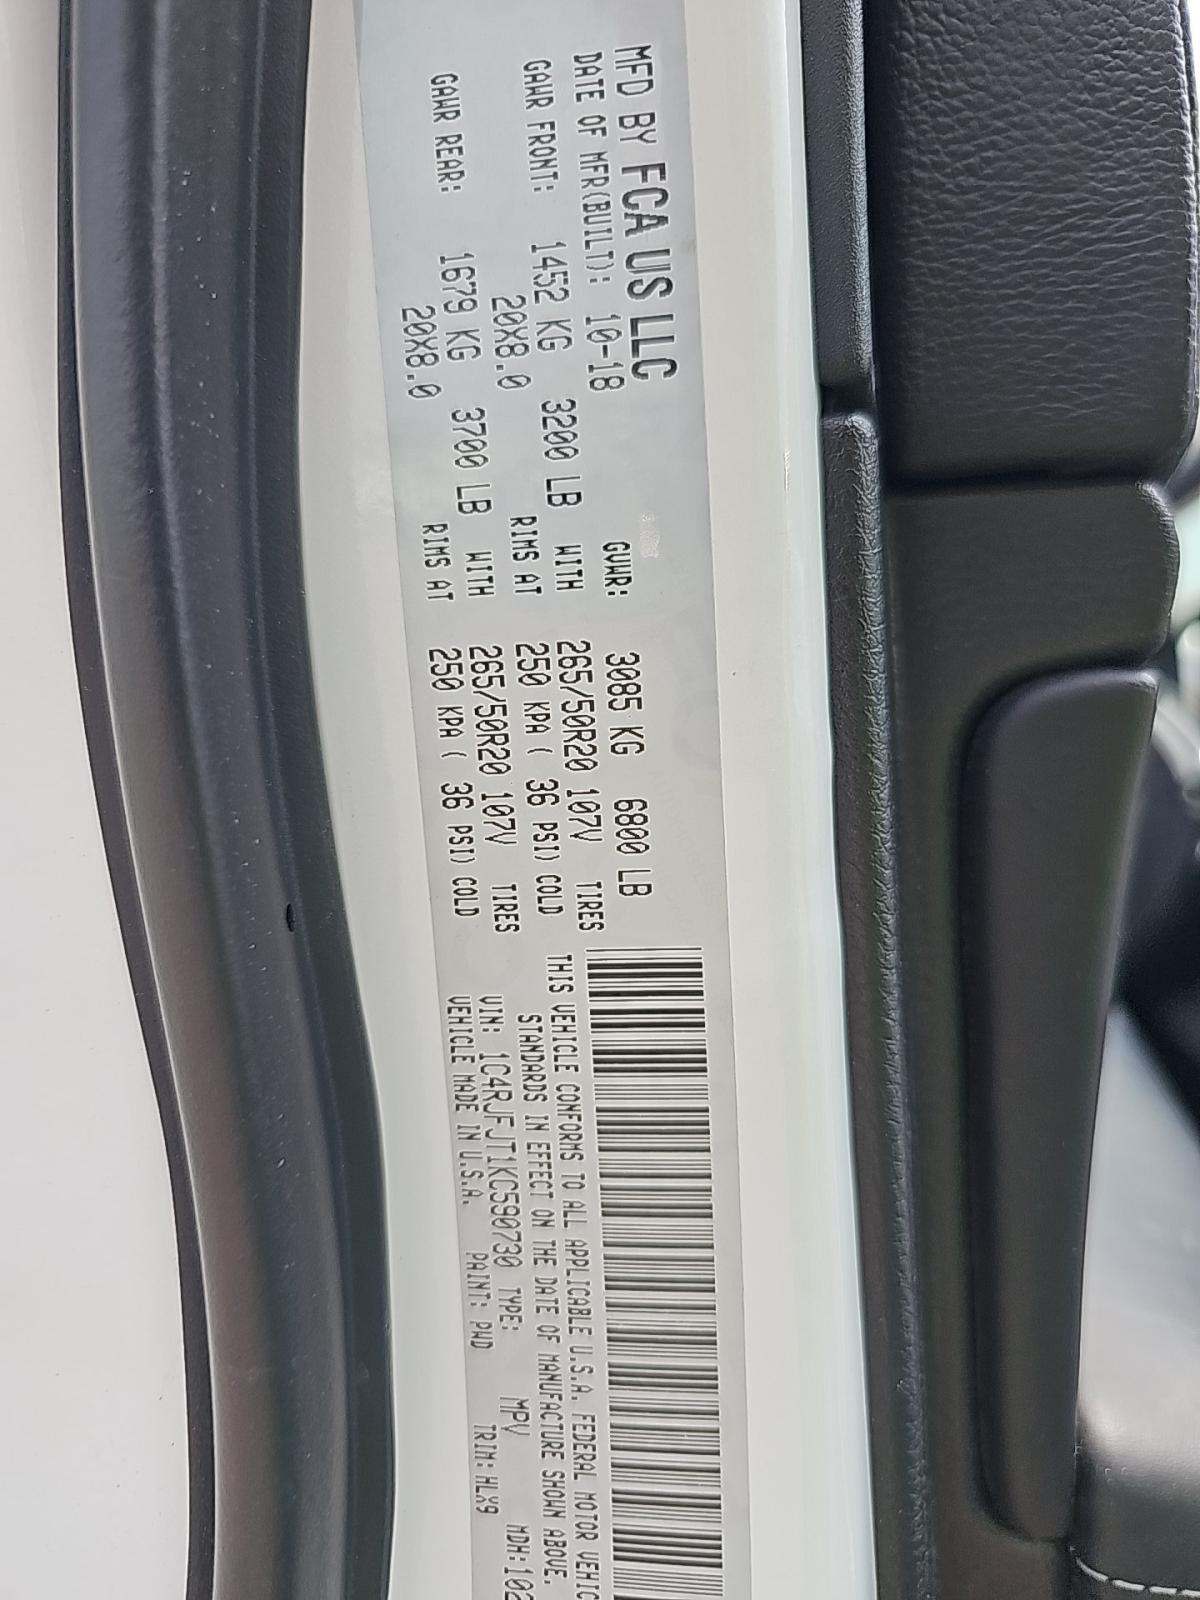 MFD BY FCA US LLC
DATE OF MFR(BUILT): 10-18 GVWR: 3085 KG 6800 LB
GAWR FRONT: 1452 KG 3200 LB WITH 265/50R20 107V TIRES
20X8.0 RIMS AT 250 KPA ( 36 PSI) COLD
GAWR REAR: 1679 KG 3700 LB WITH 265/50R20 107V TIRES
20X8.0 RIMS AT 250 KPA ( 36 PSI) COLD
THIS VEHICLE CONFORMS TO ALL APPLICABLE U.S.A. FEDERAL MOTOR VEHIC
STANDARDS IN EFFECT ON THE DATE OF MANUFACTURE SHOWN ABOVE.
VIN: 1C4RJFJT1KC590730 TYPE: MPV MDH:102
VEHICLE MADE IN U.S.A. PAINT: PWD TRIM:HLX9